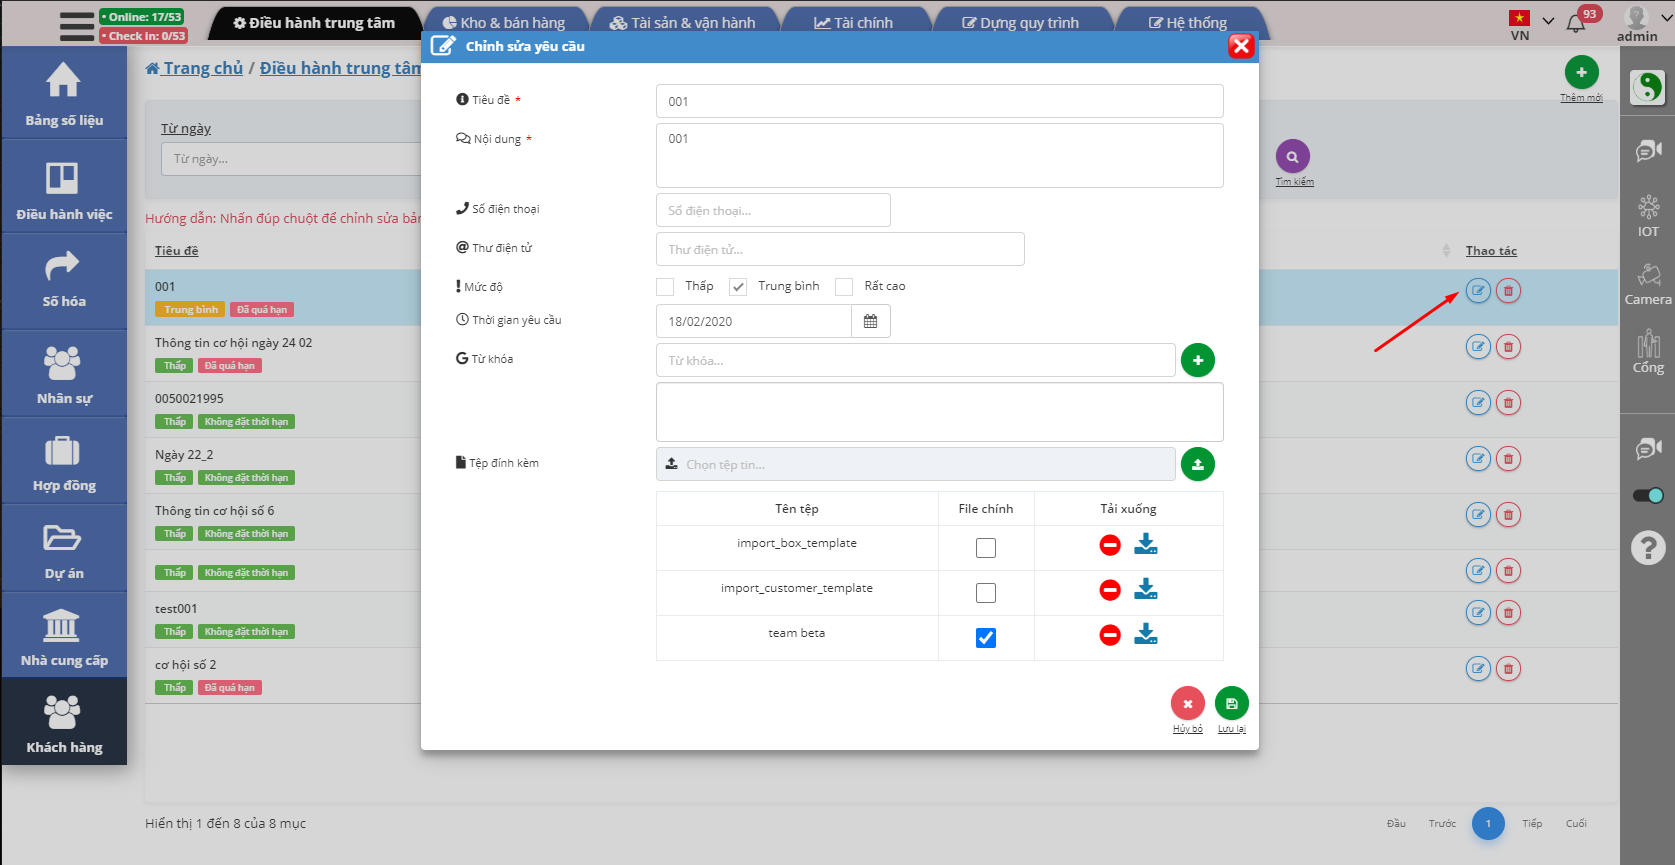 • Online: 17/53
• Check in: 0/53
Điều hành trung tâm
Kho & bán hàng
Tài sản & vận hành
Tài chính
Dựng quy trình
Hệ thống
VN
93
admin
Bảng số liệu
Điều hành việc
Số hóa
Nhân sự
Hợp đồng
Dự án
Nhà cung cấp
Khách hàng
Trang chủ / Điều hành trung tâm
Thêm mới
Từ ngày
Từ ngày...
Tìm kiếm
Hướng dẫn: Nhấn đúp chuột để chỉnh sửa
Tiêu đề
Thao tác
001
Trung bình Đã quá hạn
Thông tin cơ hội ngày 24 02
Thấp Đã quá hạn
0050021995
Thấp Không đặt thời hạn
Ngày 22_2
Thấp Không đặt thời hạn
Thông tin cơ hội số 6
Thấp Không đặt thời hạn
Thấp Không đặt thời hạn
test001
Thấp Không đặt thời hạn
cơ hội số 2
Thấp Đã quá hạn
Hiển thị 1 đến 8 của 8 mục
Đầu Trước 1 Tiếp Cuối
Chỉnh sửa yêu cầu
Tiêu đề *
001
Nội dung *
001
Số điện thoại
Số điện thoại...
Thư điện tử
Thư điện tử...
Mức độ
Thấp Trung bình Rất cao
Thời gian yêu cầu
18/02/2020
Từ khóa
Từ khóa...
Tệp đính kèm
Chọn tệp tin...
Tên tệp File chính Tải xuống
import_box_template
import_customer_template
team beta
Hủy bỏ
Lưu lại
IOT
Camera
Cổng